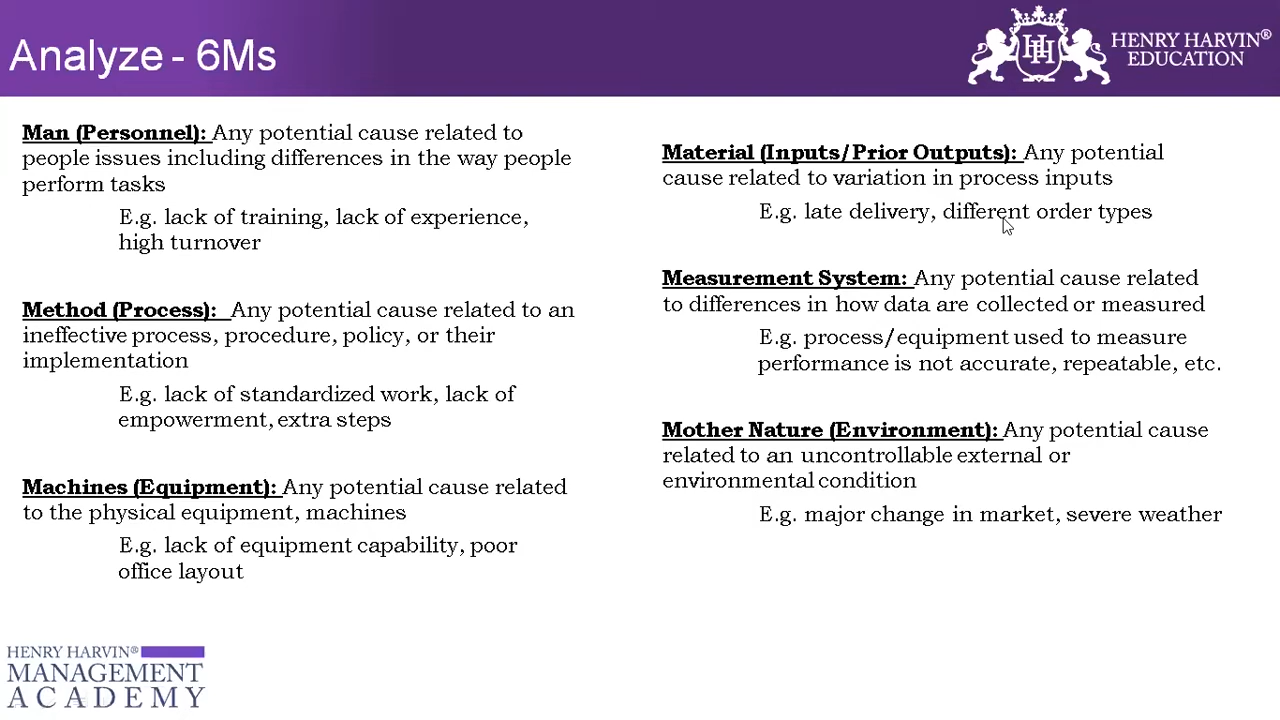 Analyze - 6Ms
HENRY HARVIN®
EDUCATION
Man (Personnel): Any potential cause related to
people issues including differences in the way people
perform tasks
E.g. lack of training, lack of experience,
high turnover
Method (Process): Any potential cause related to an
ineffective process, procedure, policy, or their
implementation
E.g. lack of standardized work, lack of
empowerment, extra steps
Machines (Equipment): Any potential cause related
to the physical equipment, machines
E.g. lack of equipment capability, poor
office layout
Material (Inputs/Prior Outputs): Any potential
cause related to variation in process inputs
E.g. late delivery, different order types
Measurement System: Any potential cause related
to differences in how data are collected or measured
E.g. process/equipment used to measure
performance is not accurate, repeatable, etc.
Mother Nature (Environment): Any potential cause
related to an uncontrollable external or
environmental condition
E.g. major change in market, severe weather
HENRY HARVIN®
MANAGEMENT
ACADEMY